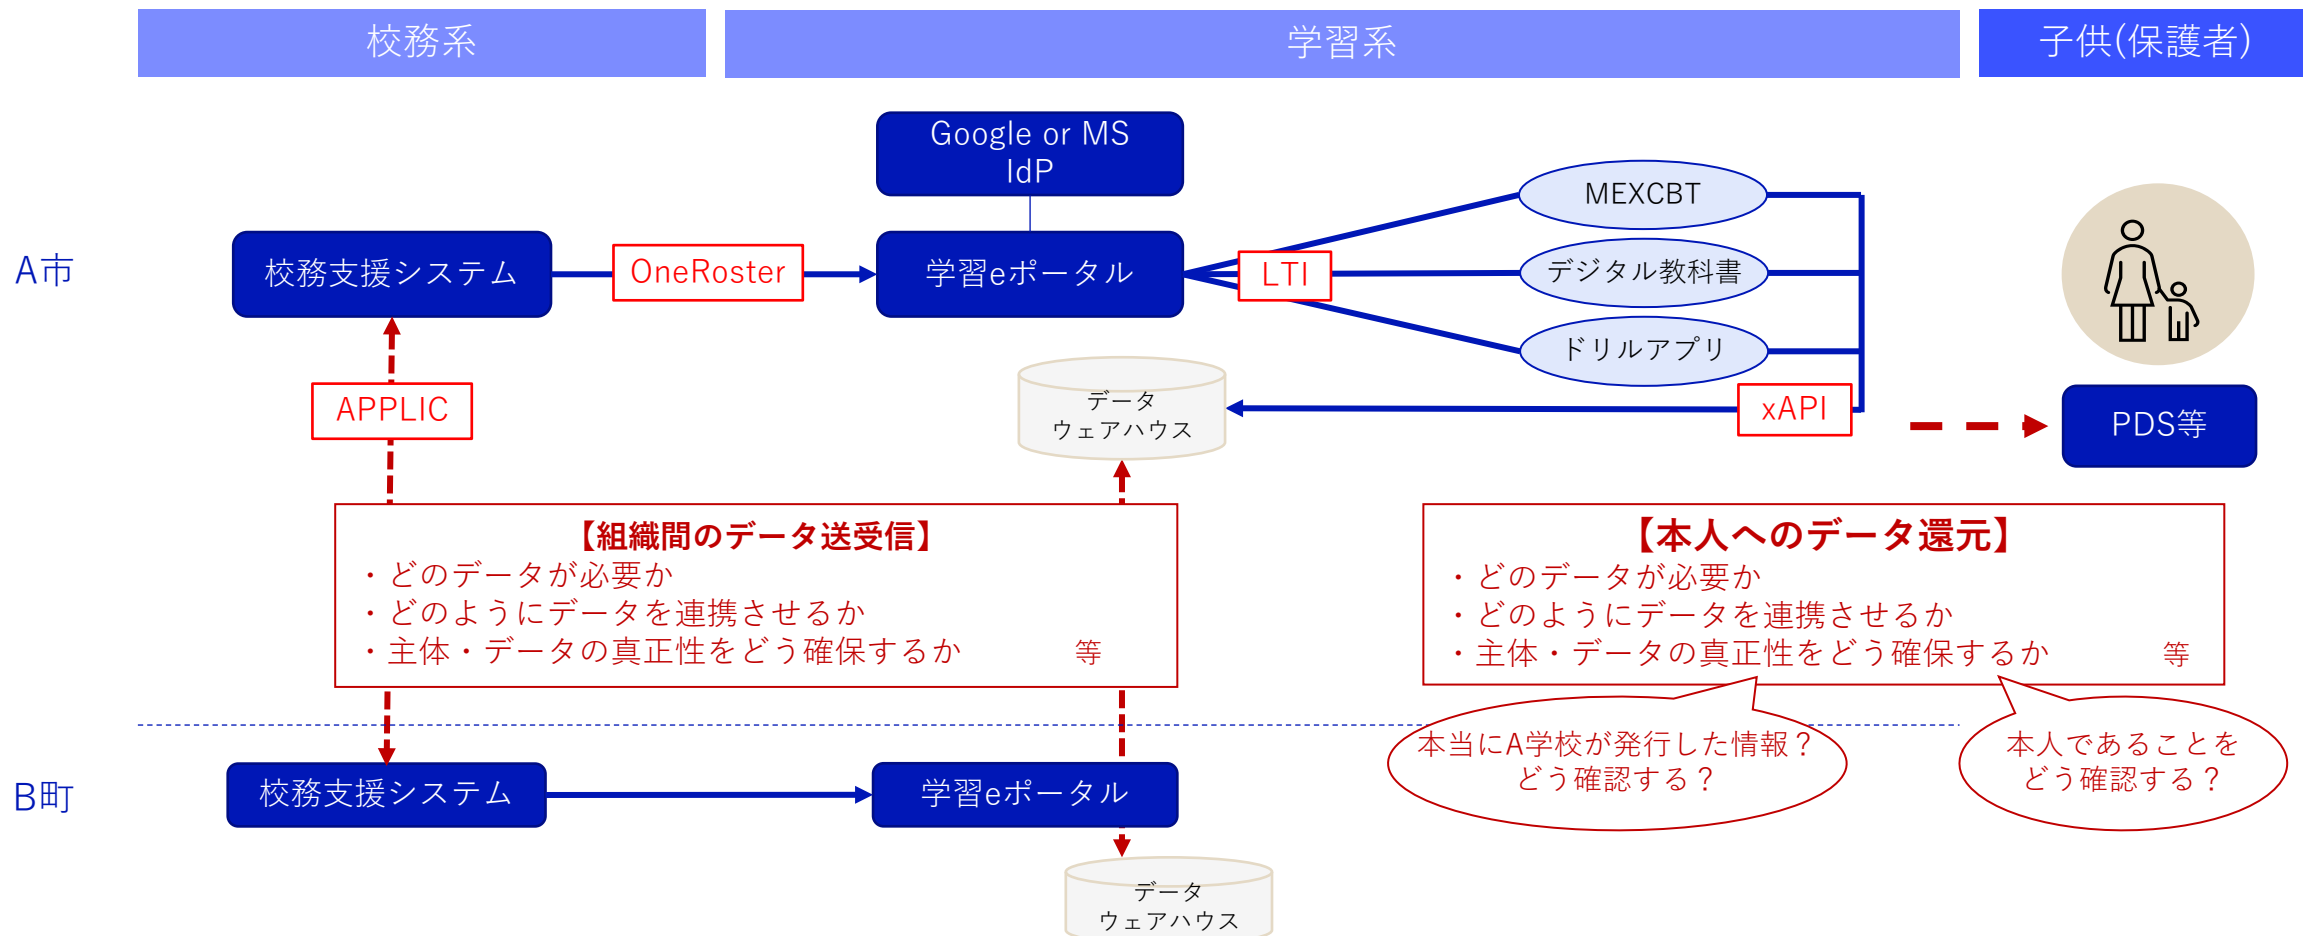 校務系
学習系
子供(保護者)
Google or MS
IdP
MEXCBT
A市
校務支援システム
OneRoster
学習eポータル
LTI
デジタル教科書
ドリルアプリ
データ
ウェアハウス
APPLIC
xAPI
PDS等
【組織間のデータ送受信】
・どのデータが必要か
・どのようにデータを連携させるか
・主体・データの真正性をどう確保するか 等
【本人へのデータ還元】
・どのデータが必要か
・どのようにデータを連携させるか
・主体・データの真正性をどう確保するか 等
本当にA学校が発行した情報？
どう確認する？
本人であることを
どう確認する？
B町
校務支援システム
学習eポータル
データ
ウェアハウス